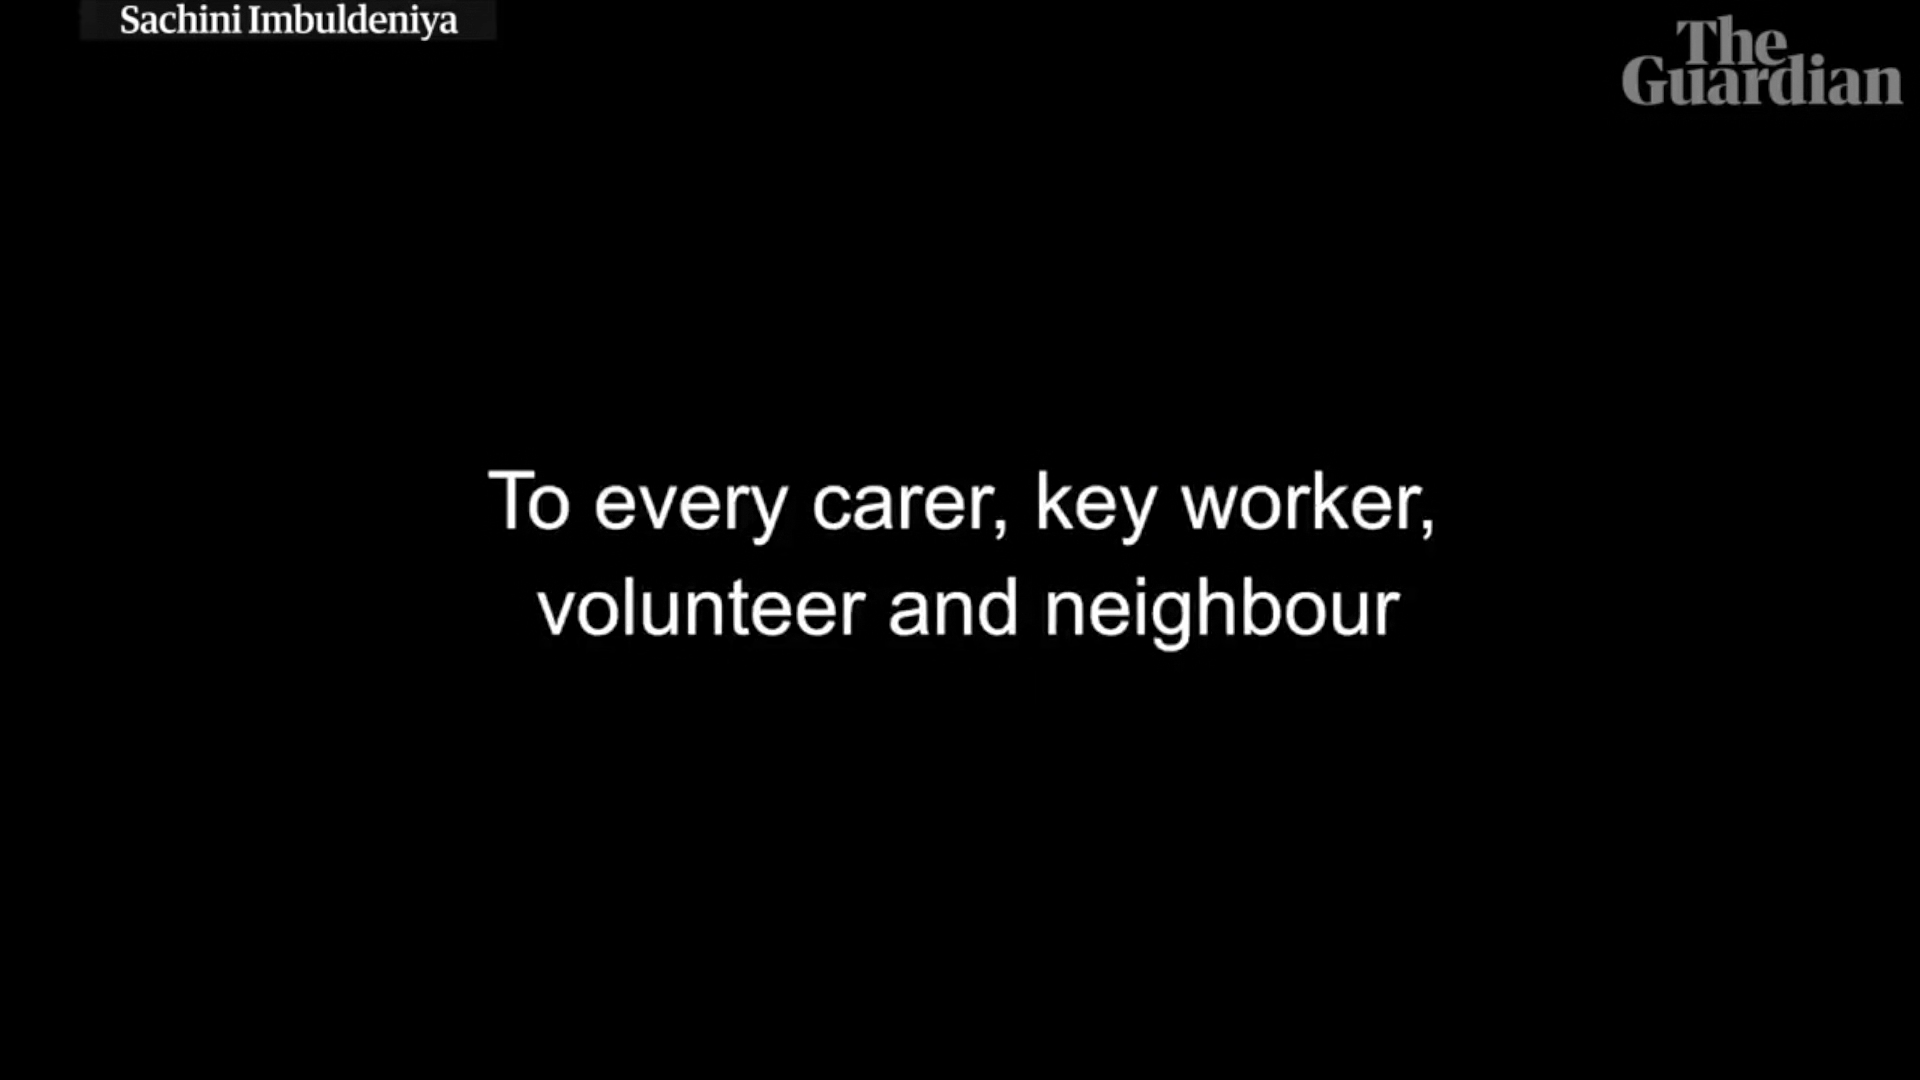 Sachini Imbuldeniya
The
Guardian
To every carer, key worker,
volunteer and neighbour